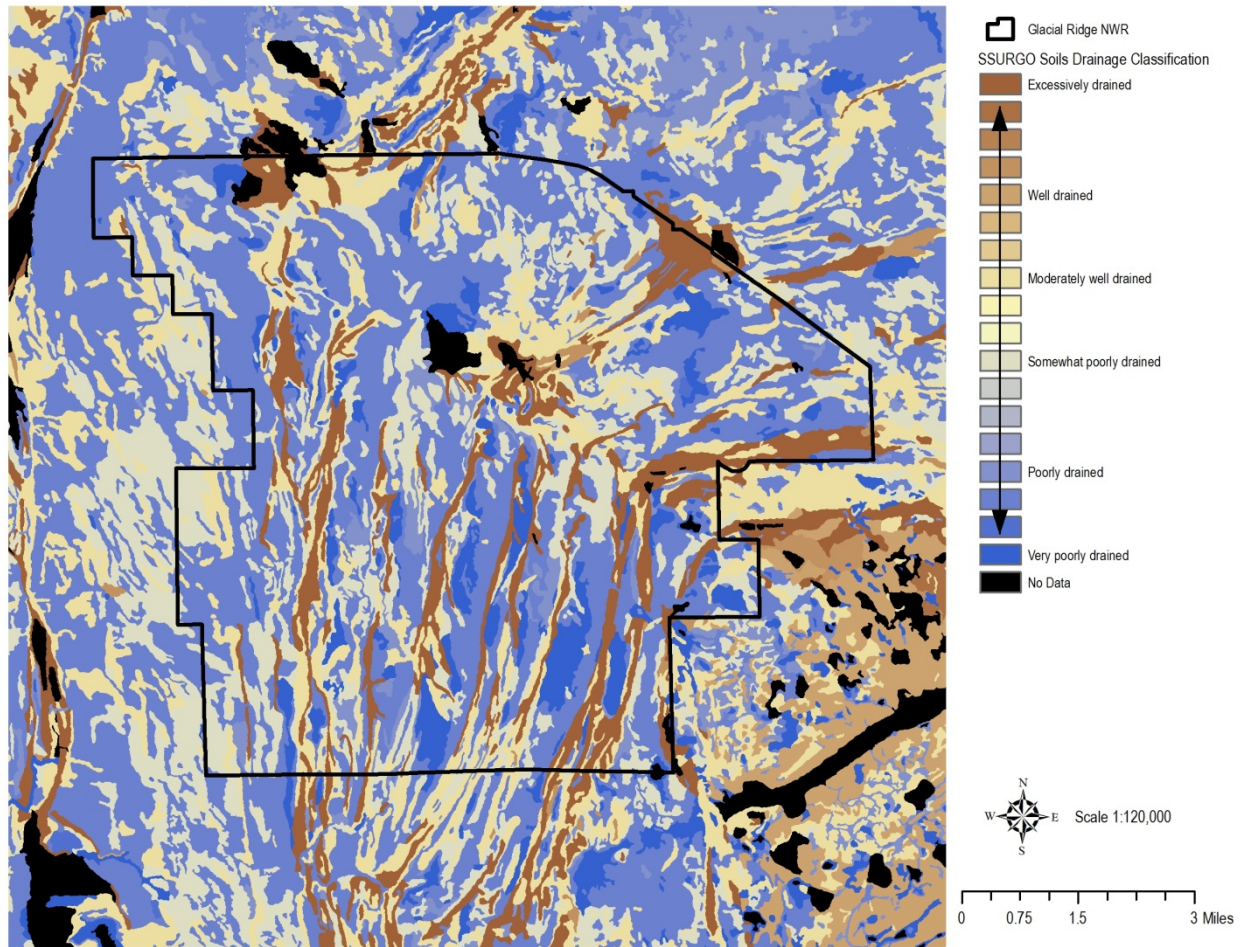 Glacial Ridge NWR
SSURGO Soils Drainage Classification
Excessively drained
Well drained
Moderately well drained
Somewhat poorly drained
Poorly drained
Very poorly drained
No Data
N
W E
S
Scale 1:120,000
0 0.75 1.5 3 Miles